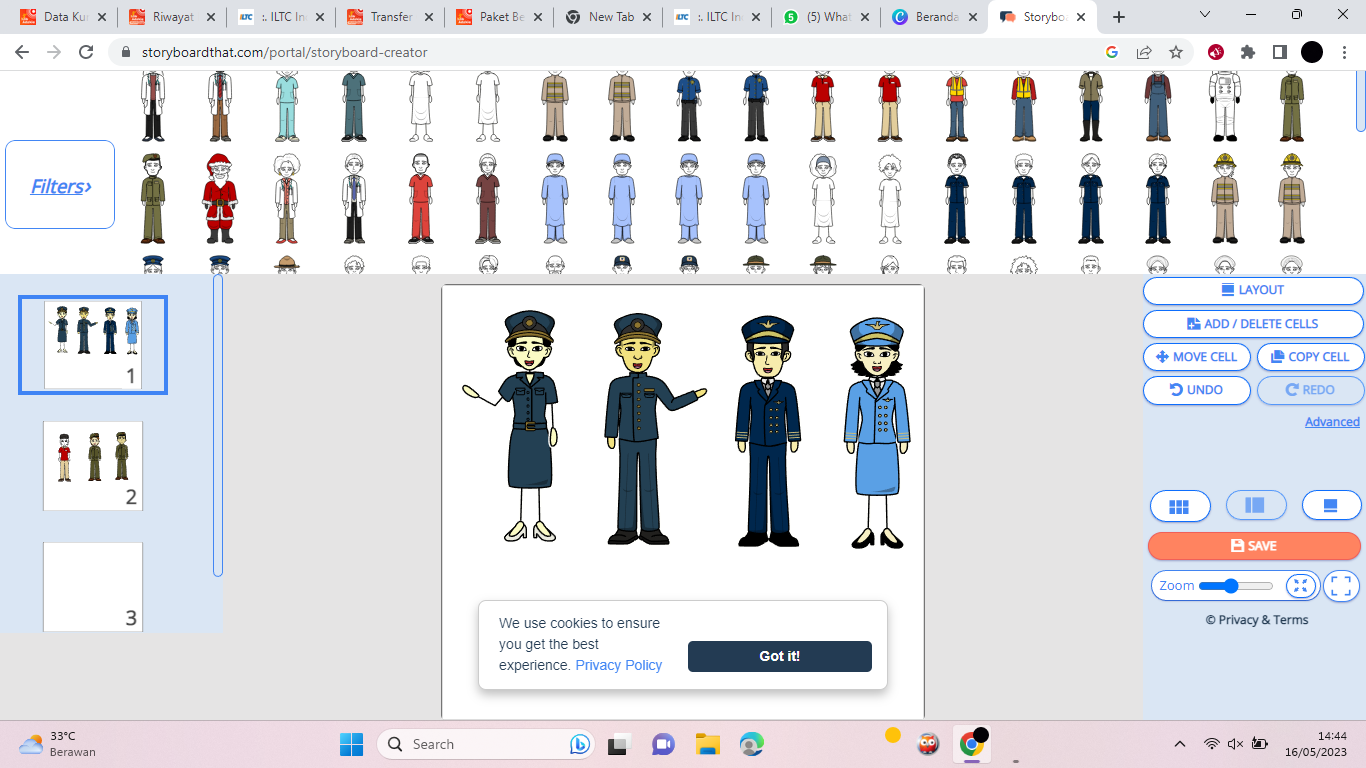 Data Ku
Riwayat
:. ILTC In
Transfer
Paket Be
New Tab
:. ILTC In
(5) What
Beranda
Storybo
storyboardthat.com/portal/storyboard-creator
Filters›
LAYOUT
ADD / DELETE CELLS
MOVE CELL
COPY CELL
UNDO
REDO
Advanced
1
2
3
SAVE
Zoom
© Privacy & Terms
We use cookies to ensure
you get the best
experience. Privacy Policy
Got it!
33°C
Berawan
Search
14:44
16/05/2023